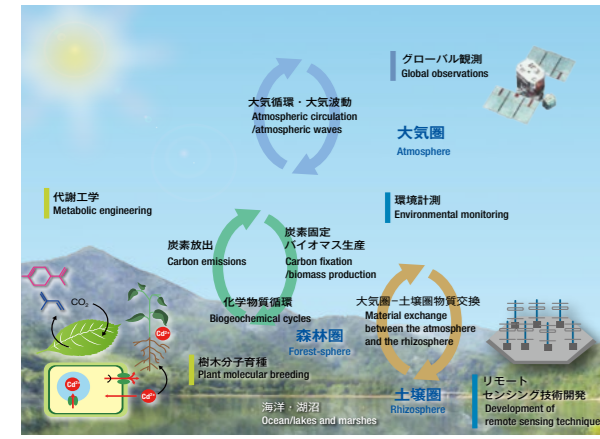 グローバル観測
Global observations
大気循環・大気波動
Atmospheric circulation
/atmospheric waves
大気圏
Atmosphere
代謝工学
Metabolic engineering
環境計測
Environmental monitoring
炭素放出
Carbon emissions
炭素固定
バイオマス生産
Carbon fixation
/biomass production
化学物質循環
Biogeochemical cycles
大気圏−土壌圏物質交換
Material exchange
between the atmosphere
and the rhizosphere
森林圏
Forest-sphere
CO₂
Cd²⁺
Cd²⁺
Cd²⁺
樹木分子育種
Plant molecular breeding
海洋・湖沼
Ocean/lakes and marshes
土壌圏
Rhizosphere
リモート
センシング技術開発
Development of
remote sensing technique